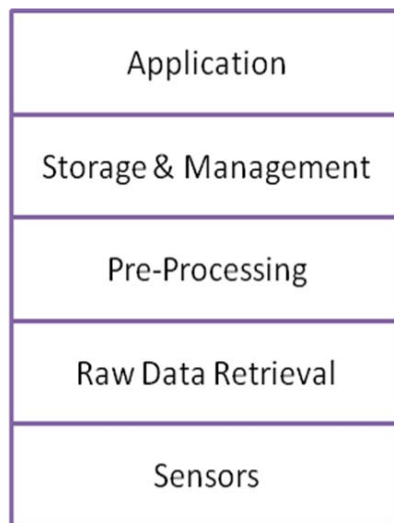 Application
Storage & Management
Pre-Processing
Raw Data Retrieval
Sensors